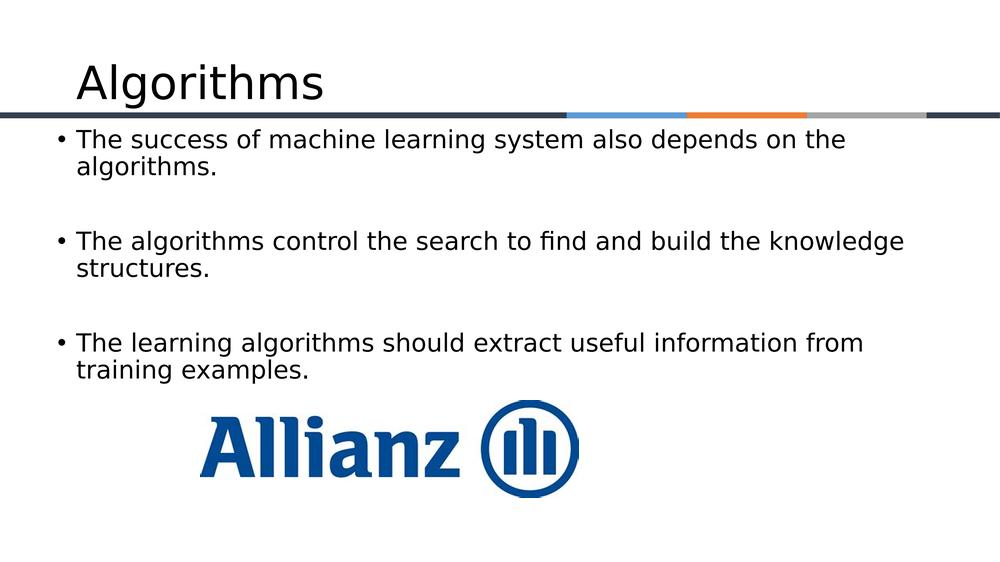 Algorithms
• The success of machine learning system also depends on the
algorithms.
• The algorithms control the search to find and build the knowledge
structures.
• The learning algorithms should extract useful information from
training examples.
Allianz